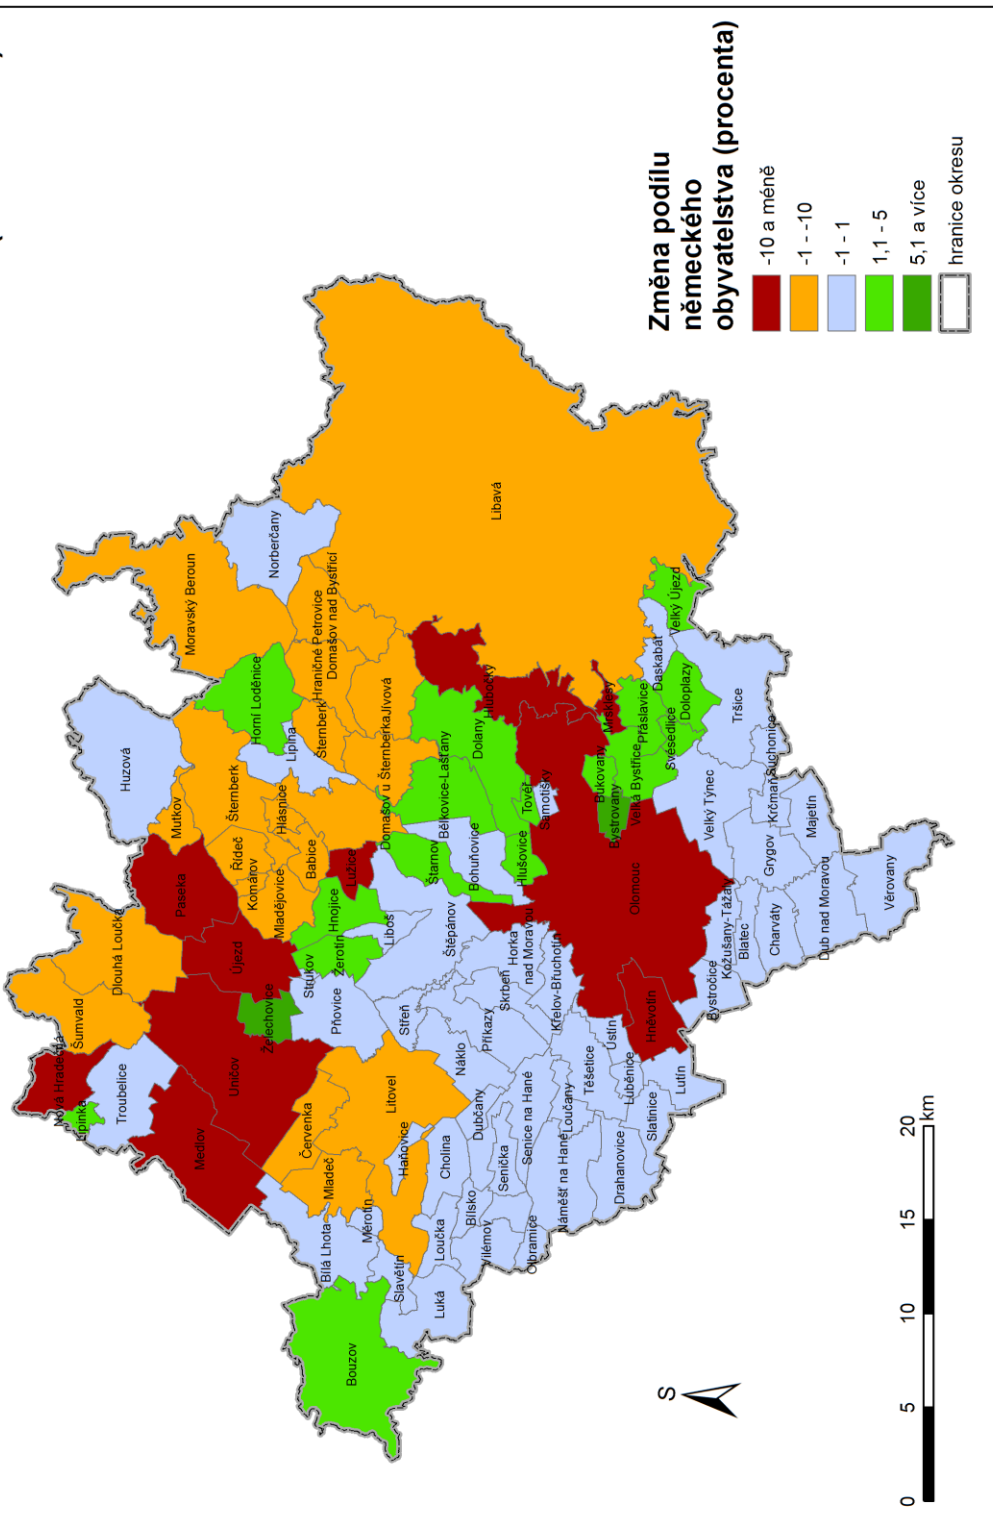 Huzová
Moravský Beroun
Norberčany
Horní Loděnice
Lipina
Šternberk
Hraničné Petrovice
Domašov nad Bystřicí
Libavá
Mutkov
Šternberk
Hlásnice
Řídeč
Komárov
Babice
Mladějovice
Lužice
Domašov u Šternberka
Jívová
Paseka
Dlouhá Loučka
Šumvald
Újezd
Hnojice
Žerotín
Strukov
Želechovice
Pňovice
Liboš
Štarnov
Bělkovice-Lašťany
Dolany
Hlubočky
Bohuňovice
Štěpánov
Hlušovice
Tovéř
Samotišky
Nová Hradečná
Lipinka
Troubelice
Uničov
Medlov
Červenka
Litovel
Mladeč
Měrotín
Bílá Lhota
Haňovice
Slavětín
Bouzov
Luká
Loučka
Cholina
Bílsko
Vilémov
Senička
Dubčany
Náklo
Střeň
Příkazy
Skrbeň
Horka
nad Moravou
Křelov-Břuchotín
Senice na Hané
Olbramice
Náměšť na Hané
Loučany
Těšetice
Ústín
Drahanovice
Luběnice
Slatinice
Lutín
Hněvotín
Olomouc
Bystrovany
Bukovany
Mrsklesy
Velká Bystřice
Přáslavice
Svésedlice
Daskabát
Doloplazy
Velký Újezd
Tršice
Velký Týnec
Suchonice
Krčmaň
Grygov
Majetín
Bystročice
Kožušany-Tážaly
Blatec
Charváty
Dub nad Moravou
Věrovany
Změna podílu
německého
obyvatelstva (procenta)
-10 a méně
-1 - -10
-1 - 1
1,1 - 5
5,1 a více
hranice okresu
S
0 5 10 15 20
km